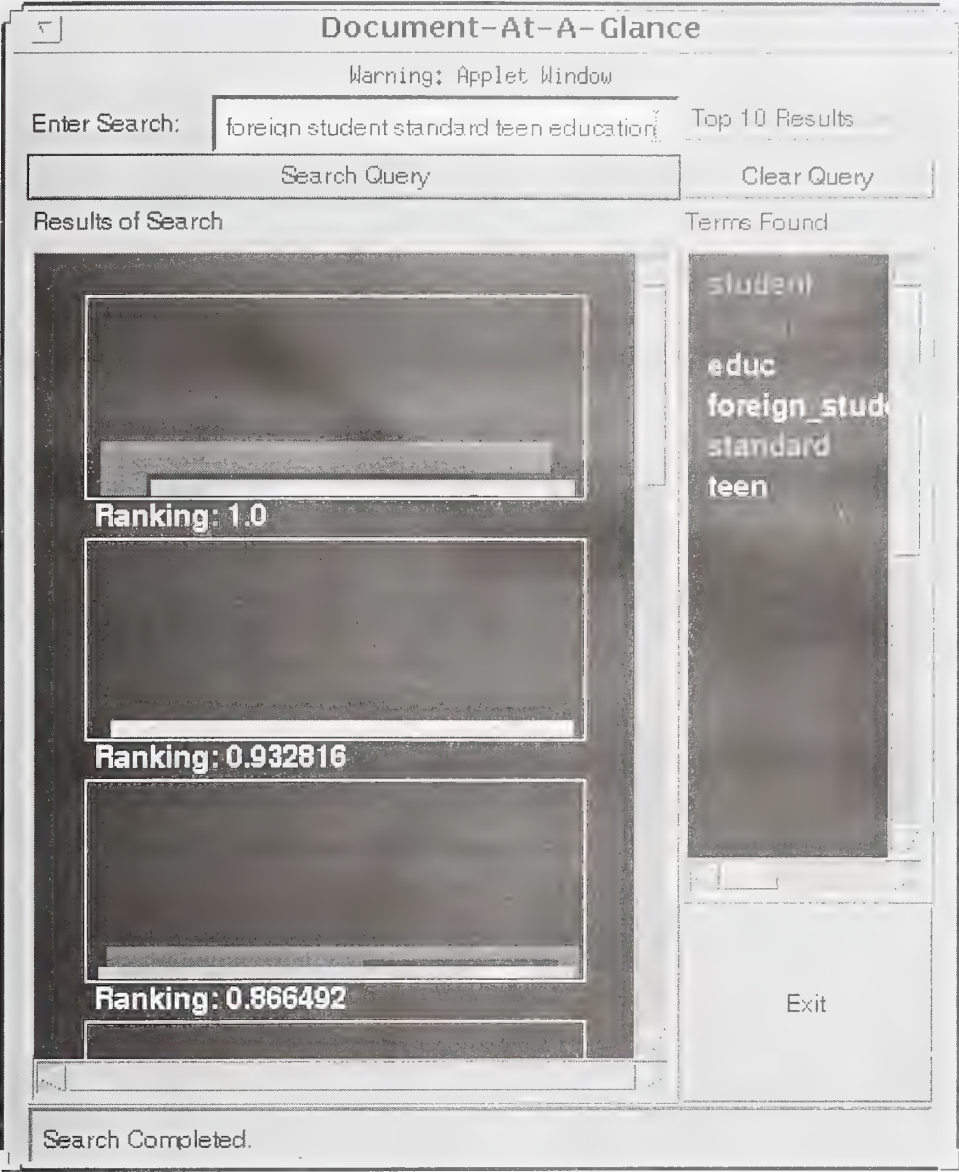 Document-At-A-Glance
Warning: Applet Window
Enter Search: foreign student standard teen education Top 10 Results
Search Query Clear Query
Results of Search Terms Found
student
educ
foreign_stude
standard
teen
Ranking: 1.0
Ranking: 0.932816
Ranking: 0.866492
Exit
Search Completed.